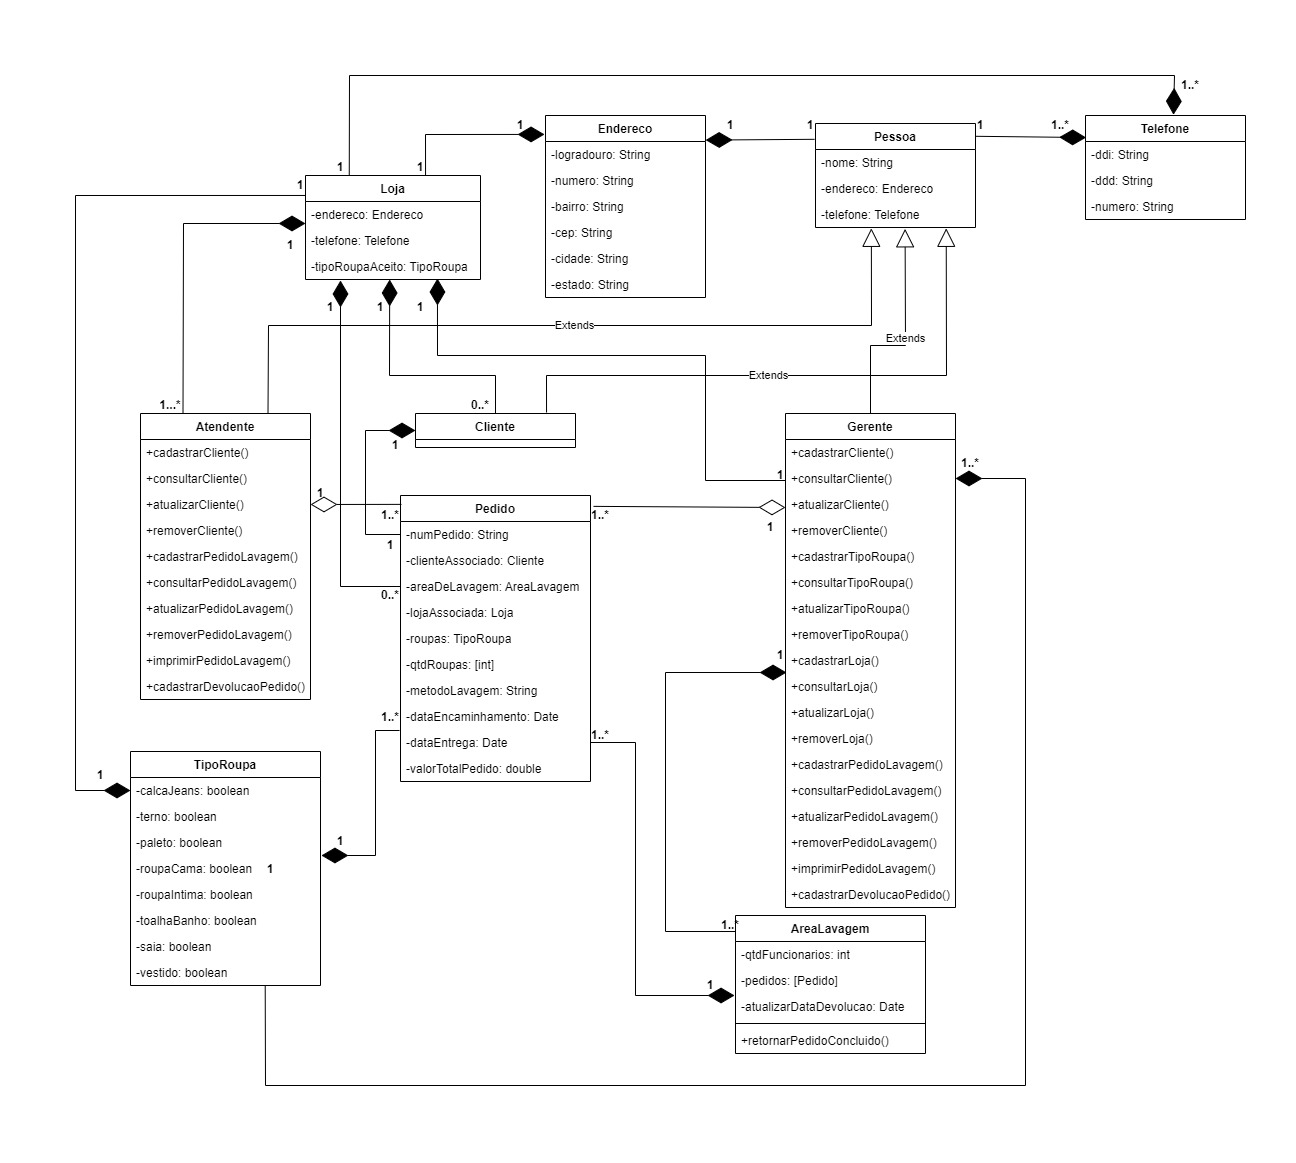 1..*
1
1
1
Endereco
-logradouro: String
-numero: String
-bairro: String
-cep: String
-cidade: String
-estado: String
1
1
Pessoa
-nome: String
-endereco: Endereco
-telefone: Telefone
1
1..*
Telefone
-ddi: String
-ddd: String
-numero: String
1
1
Loja
-endereco: Endereco
-telefone: Telefone
-tipoRoupaAceito: TipoRoupa
1
1
1
Extends
Extends
Extends
1...*
0..*
Atendente
+cadastrarCliente()
+consultarCliente()
+atualizarCliente()
+removerCliente()
+cadastrarPedidoLavagem()
+consultarPedidoLavagem()
+atualizarPedidoLavagem()
+removerPedidoLavagem()
+imprimirPedidoLavagem()
+cadastrarDevolucaoPedido()
Cliente
1
1
1..*
1
0..*
Pedido
-numPedido: String
-clienteAssociado: Cliente
-areaDeLavagem: AreaLavagem
-lojaAssociada: Loja
-roupas: TipoRoupa
-qtdRoupas: [int]
-metodoLavagem: String
-dataEncaminhamento: Date
-dataEntrega: Date
-valorTotalPedido: double
1..*
1
1
1..*
Gerente
+cadastrarCliente()
+consultarCliente()
+atualizarCliente()
+removerCliente()
+cadastrarTipoRoupa()
+consultarTipoRoupa()
+atualizarTipoRoupa()
+removerTipoRoupa()
+cadastrarLoja()
+consultarLoja()
+atualizarLoja()
+removerLoja()
+cadastrarPedidoLavagem()
+consultarPedidoLavagem()
+atualizarPedidoLavagem()
+removerPedidoLavagem()
+imprimirPedidoLavagem()
+cadastrarDevolucaoPedido()
1
1..*
1..*
1
TipoRoupa
-calcaJeans: boolean
-terno: boolean
-paleto: boolean
-roupaCama: boolean 1
-roupaIntima: boolean
-toalhaBanho: boolean
-saia: boolean
-vestido: boolean
1
1..*
1
AreaLavagem
-qtdFuncionarios: int
-pedidos: [Pedido]
-atualizarDataDevolucao: Date
+retornarPedidoConcluido()